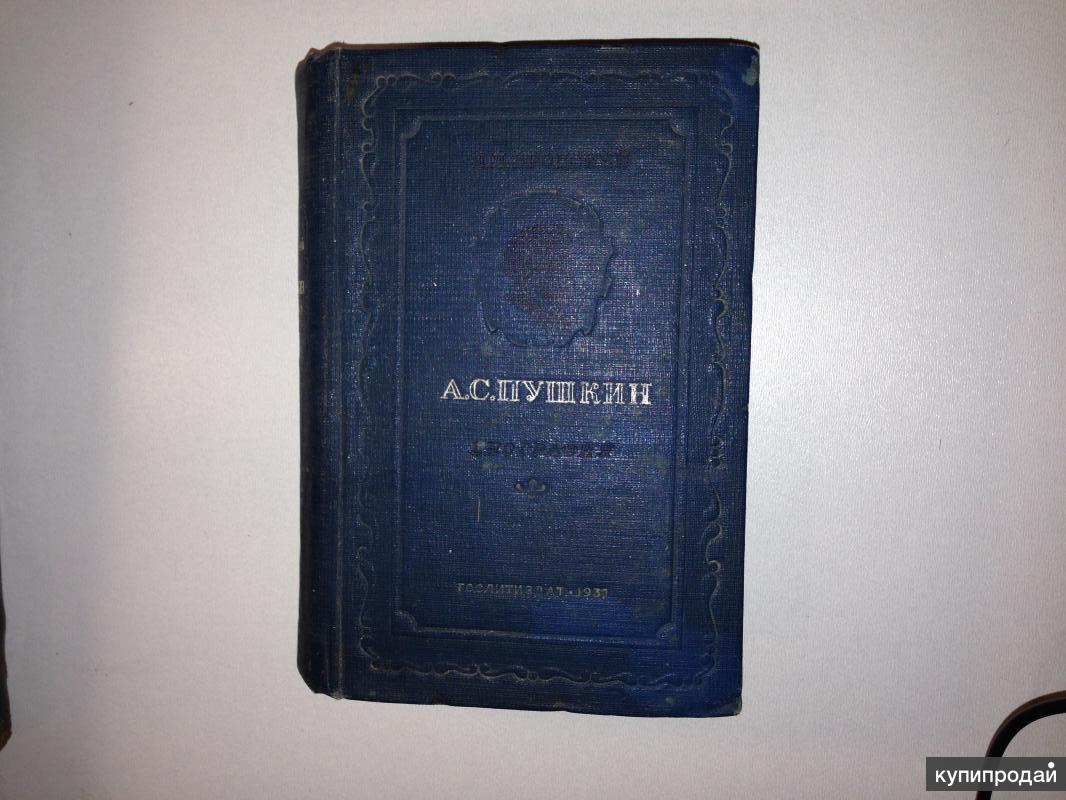 А.С.ПУШКИН
БИОГРАФИЯ
ГОСЛИТИЗДАТ·1937
купипродай